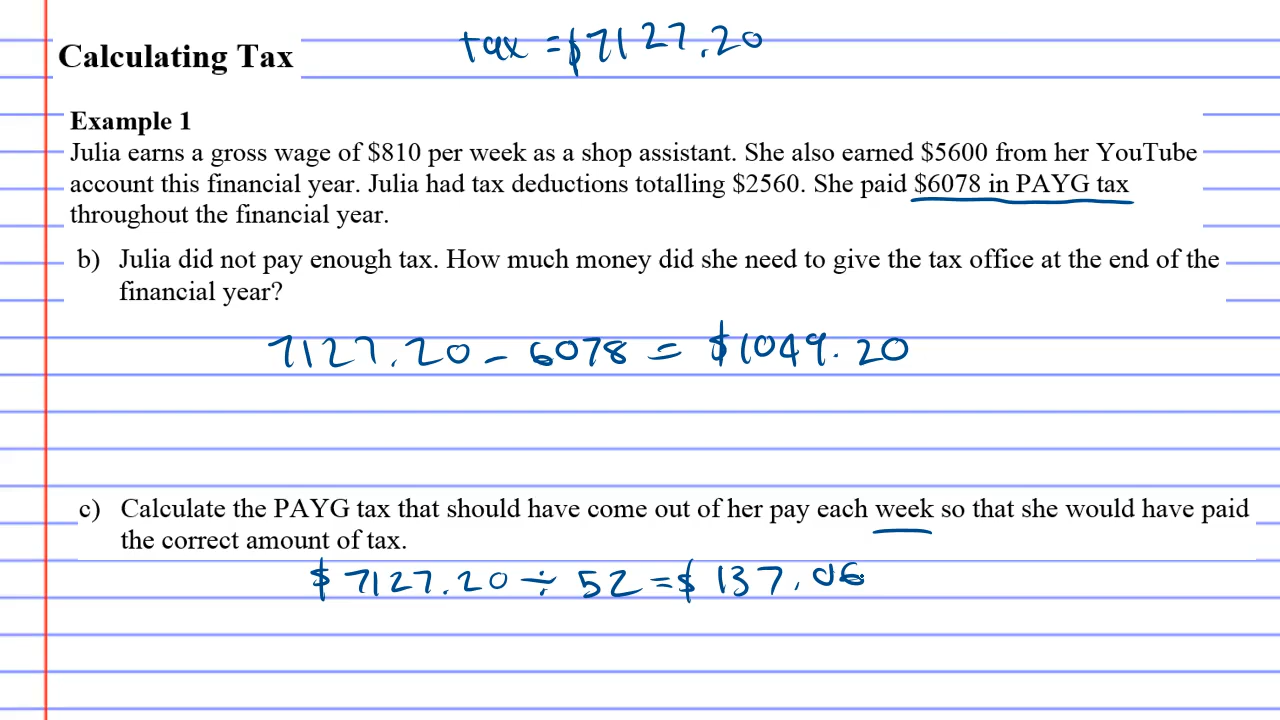 tax = $7127.20
Calculating Tax
Example 1
Julia earns a gross wage of $810 per week as a shop assistant. She also earned $5600 from her YouTube
account this financial year. Julia had tax deductions totalling $2560. She paid $6078 in PAYG tax
throughout the financial year.
b) Julia did not pay enough tax. How much money did she need to give the tax office at the end of the
financial year?
7127.20 - 6078 = $1049.20
c) Calculate the PAYG tax that should have come out of her pay each week so that she would have paid
the correct amount of tax.
$7127.20 ÷ 52 = $137.06